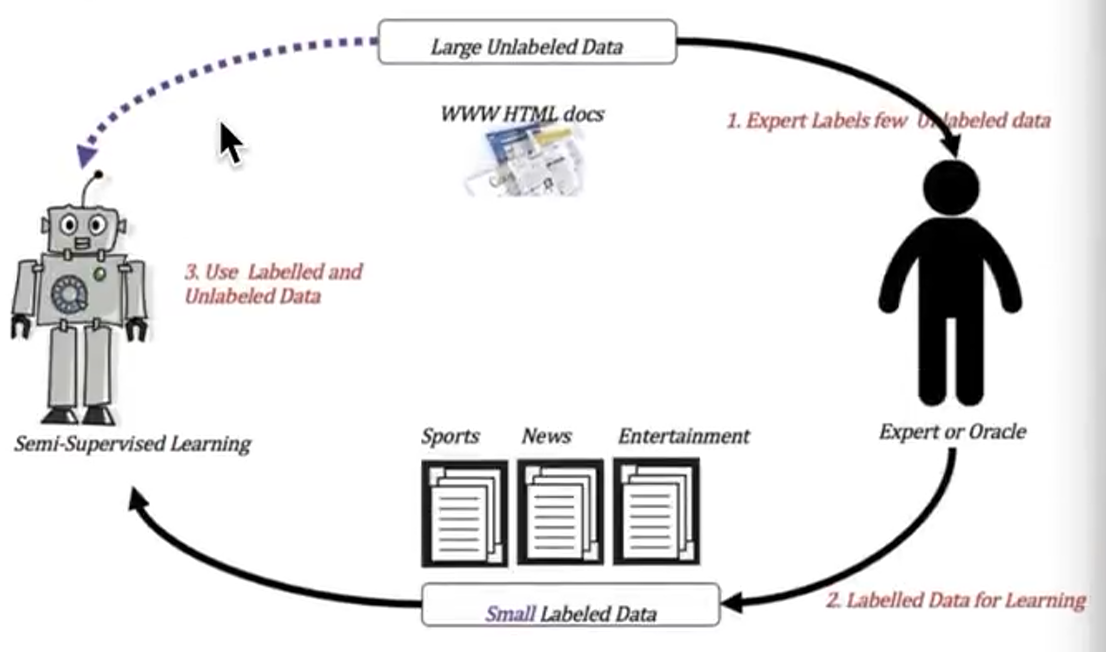 Large Unlabeled Data
WWW HTML docs
1. Expert Labels few Unlabeled data
3. Use Labelled and
Unlabeled Data
Semi-Supervised Learning
Sports News Entertainment
Expert or Oracle
2. Labelled Data for Learning
Small Labeled Data